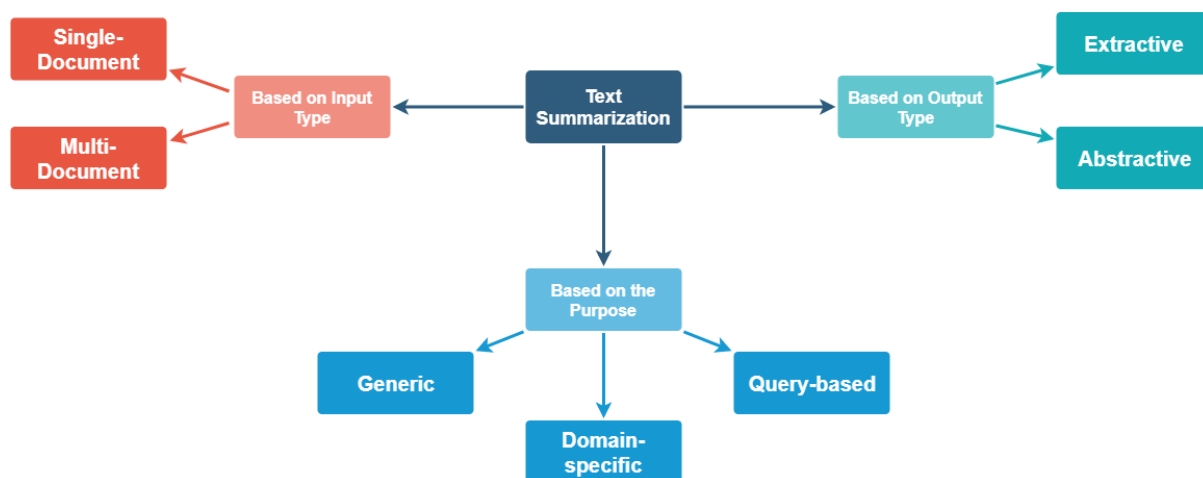 Single-
Document
Multi-
Document
Based on Input
Type
Text
Summarization
Based on Output
Type
Extractive
Abstractive
Based on the
Purpose
Generic
Domain-
specific
Query-based